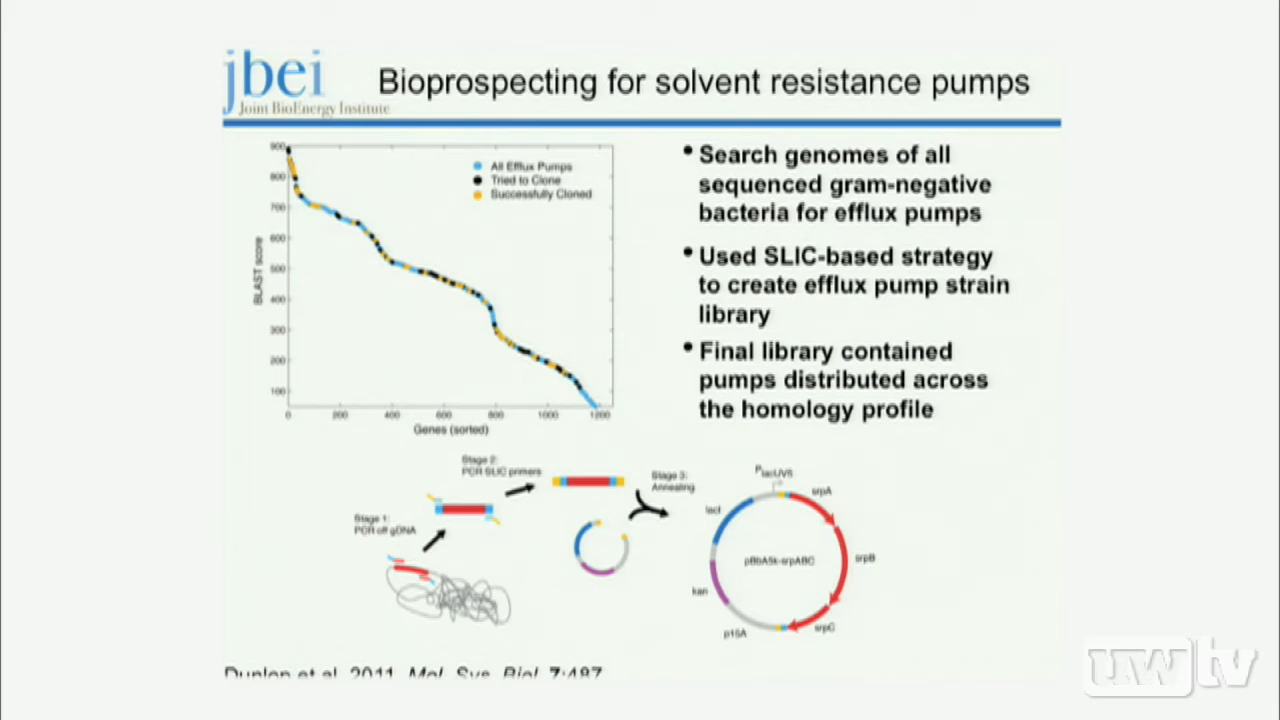 jbei
Joint BioEnergy Institute
Bioprospecting for solvent resistance pumps
900
800
700
600
500
400
300
200
100
BLAST score
0
200
400
600
800
1000
1200
Genes (sorted)
All Efflux Pumps
Tried to Clone
Successfully Cloned
• Search genomes of all
sequenced gram-negative
bacteria for efflux pumps
• Used SLIC-based strategy
to create efflux pump strain
library
• Final library contained
pumps distributed across
the homology profile
Stage 1:
PCR off gDNA
Stage 2:
PCR SLIC primers
Stage 3:
Annealing
PlacUV5
srpA
lacI
srpB
pBbA5k-srpABC
kan
srpC
p15A
Dunlop et al. 2011. Mol. Sys. Biol. 7:487
uwtv